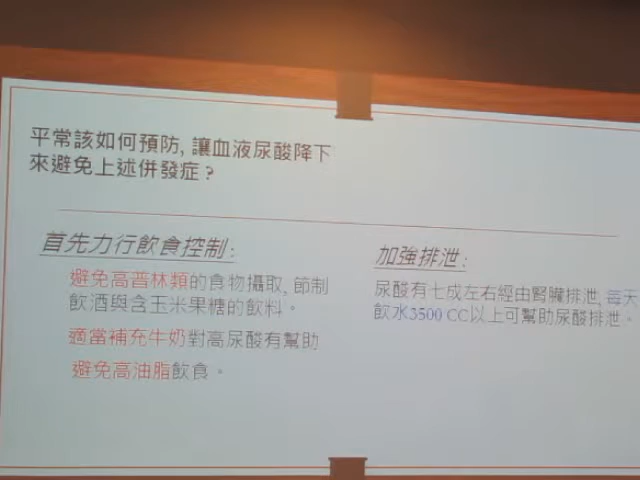 平常該如何預防, 讓血液尿酸降下
來避免上述併發症?
首先力行飲食控制:
避免高普林類的食物攝取, 節制
飲酒與含玉米果糖的飲料。
適當補充牛奶對高尿酸有幫助
避免高油脂飲食。
加強排泄:
尿酸有七成左右經由腎臟排泄, 每天
飲水3500 CC以上可幫助尿酸排泄。